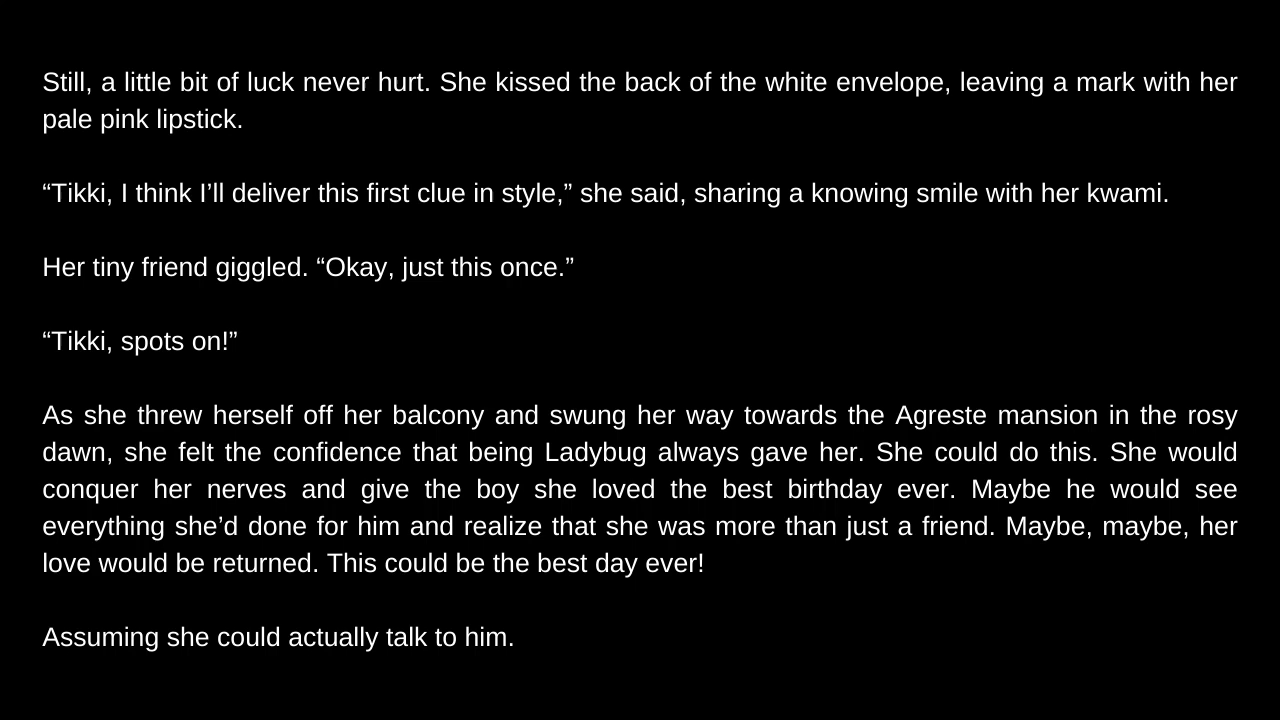 Still, a little bit of luck never hurt. She kissed the back of the white envelope, leaving a mark with her
pale pink lipstick.
“Tikki, I think I’ll deliver this first clue in style,” she said, sharing a knowing smile with her kwami.
Her tiny friend giggled. “Okay, just this once.”
“Tikki, spots on!”
As she threw herself off her balcony and swung her way towards the Agreste mansion in the rosy
dawn, she felt the confidence that being Ladybug always gave her. She could do this. She would
conquer her nerves and give the boy she loved the best birthday ever. Maybe he would see
everything she’d done for him and realize that she was more than just a friend. Maybe, maybe, her
love would be returned. This could be the best day ever!
Assuming she could actually talk to him.